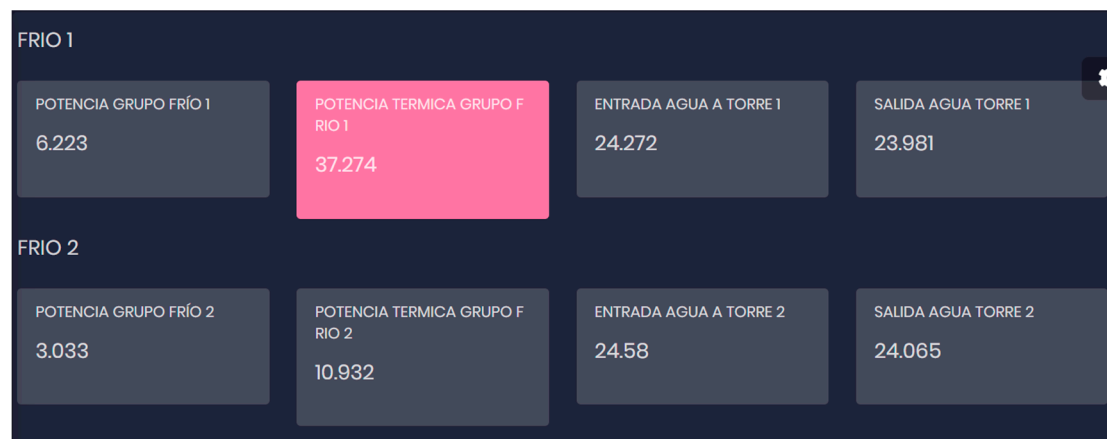 FRIO 1
POTENCIA GRUPO FRÍO 1
6.223
POTENCIA TERMICA GRUPO F
RIO 1
37.274
ENTRADA AGUA A TORRE 1
24.272
SALIDA AGUA TORRE 1
23.981
FRIO 2
POTENCIA GRUPO FRÍO 2
3.033
POTENCIA TERMICA GRUPO F
RIO 2
10.932
ENTRADA AGUA A TORRE 2
24.58
SALIDA AGUA TORRE 2
24.065